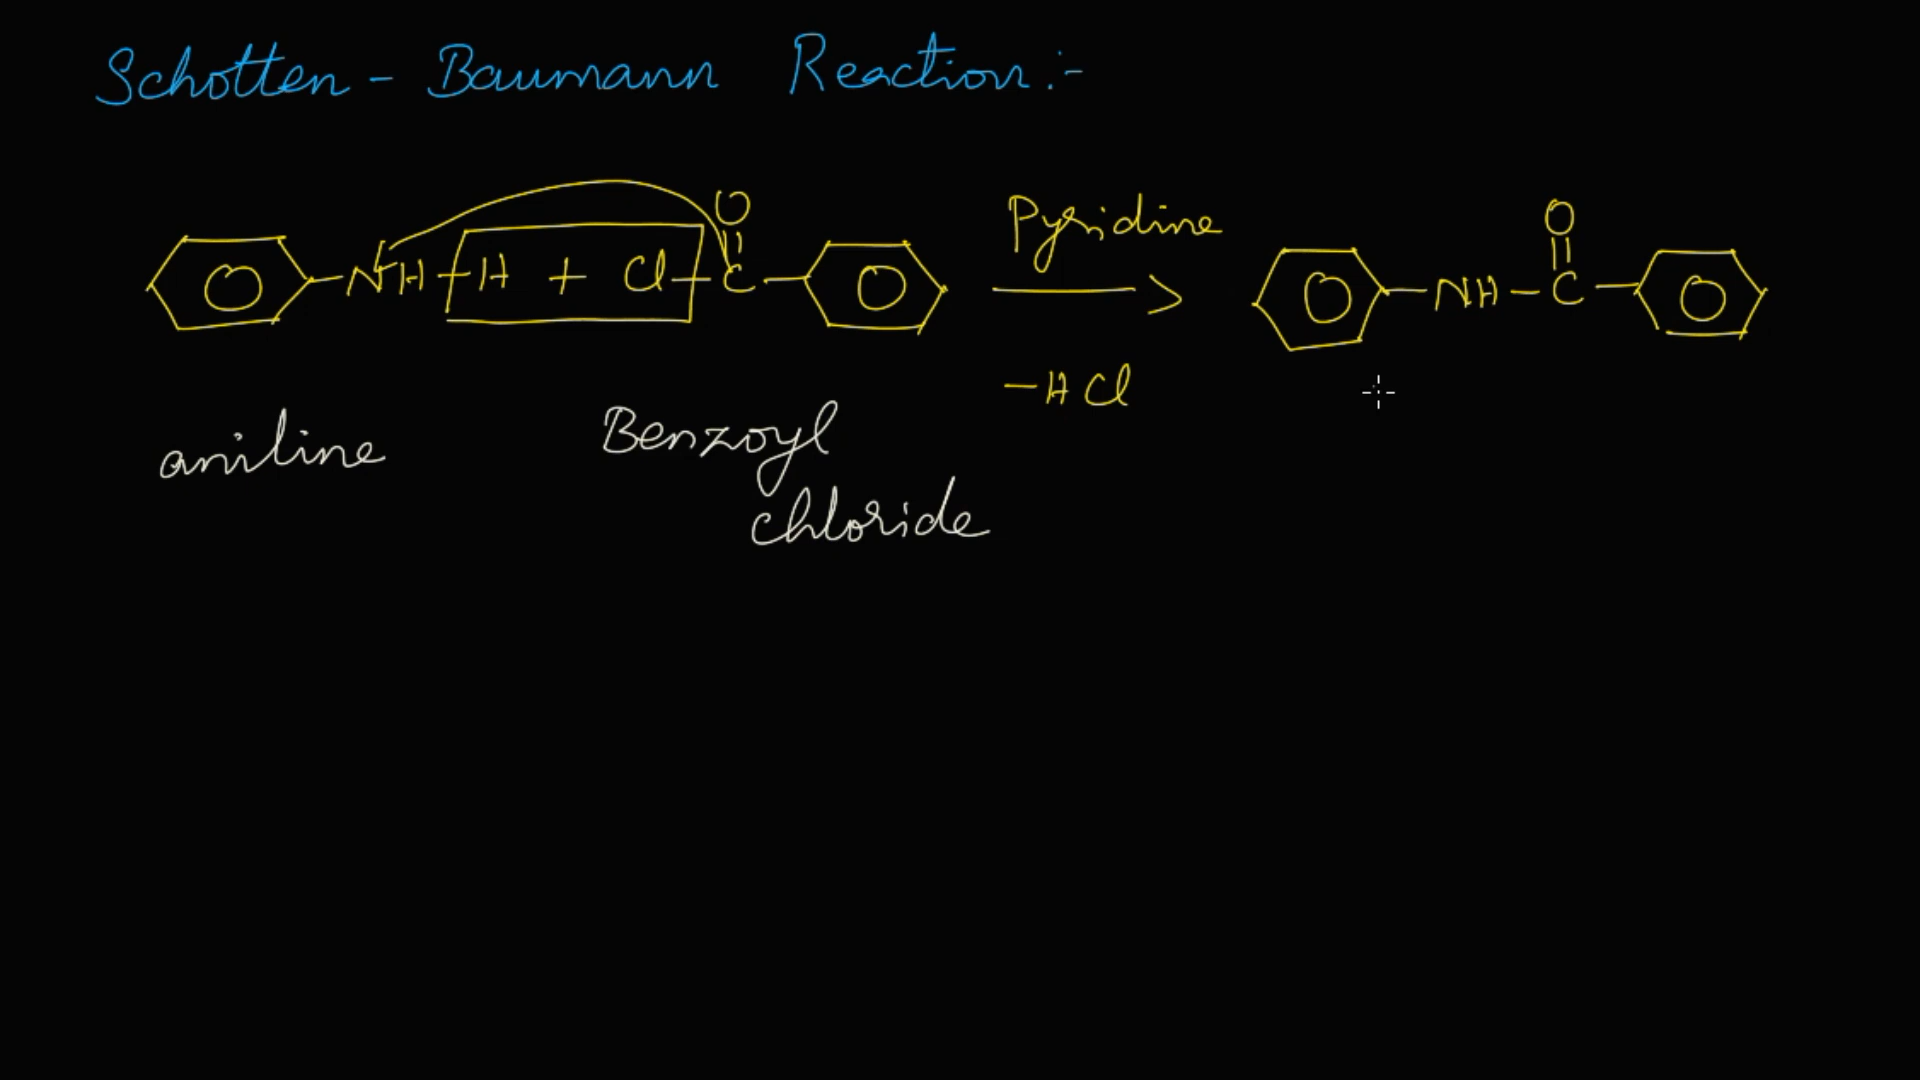 Schotten - Baumann Reaction :-
O O
NH - H + Cl - C Pyridine NH - C
- HCl
aniline Benzoyl
chloride